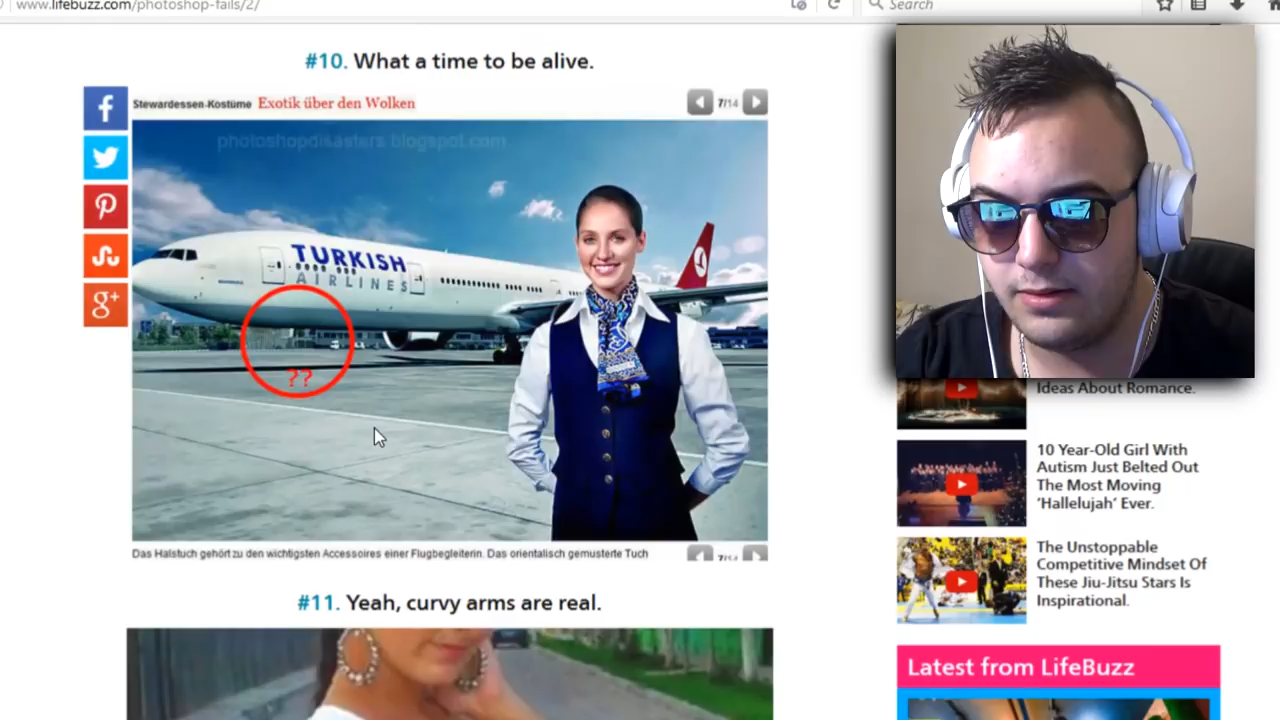 www.lifebuzz.com/photoshop-fails/2/
Search
#10. What a time to be alive.
Stewardessen-Kostüme Exotik über den Wolken
7/14
photoshopdisasters.blogspot.com
TURKISH
AIRLINES
??
Das Halstuch gehört zu den wichtigsten Accessoires einer Flugbegleiterin. Das orientalisch gemusterte Tuch
7/14
#11. Yeah, curvy arms are real.
Ideas About Romance.
10 Year-Old Girl With
Autism Just Belted Out
The Most Moving
‘Hallelujah’ Ever.
The Unstoppable
Competitive Mindset Of
These Jiu-Jitsu Stars Is
Inspirational.
Latest from LifeBuzz